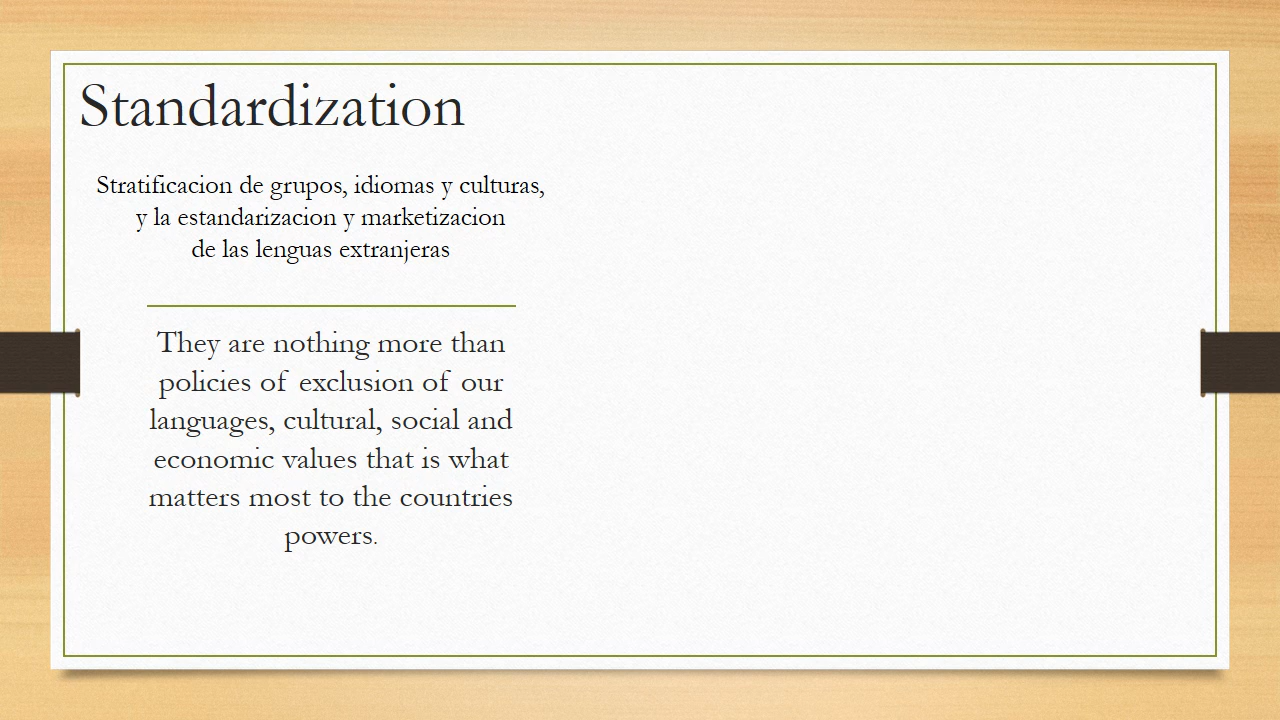 Standardization
Stratificacion de grupos, idiomas y culturas,
y la estandarizacion y marketizacion
de las lenguas extranjeras
They are nothing more than
policies of exclusion of our
languages, cultural, social and
economic values that is what
matters most to the countries
powers.